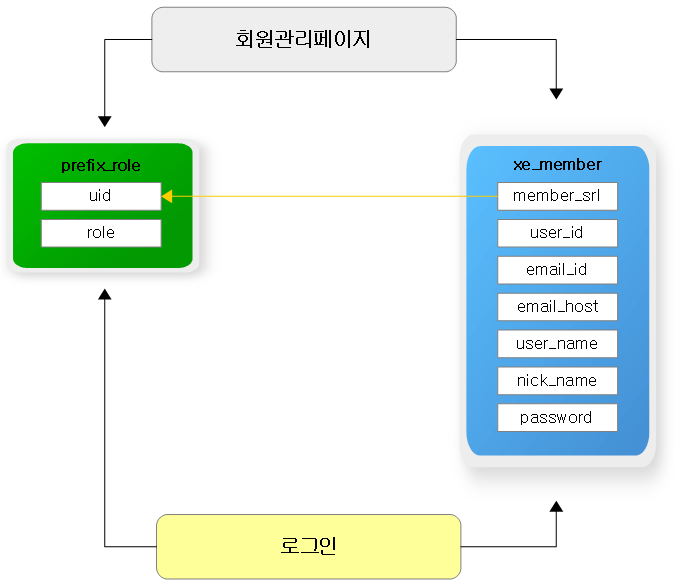 회원관리페이지
prefix_role
uid
role
xe_member
member_srl
user_id
email_id
email_host
user_name
nick_name
password
로그인